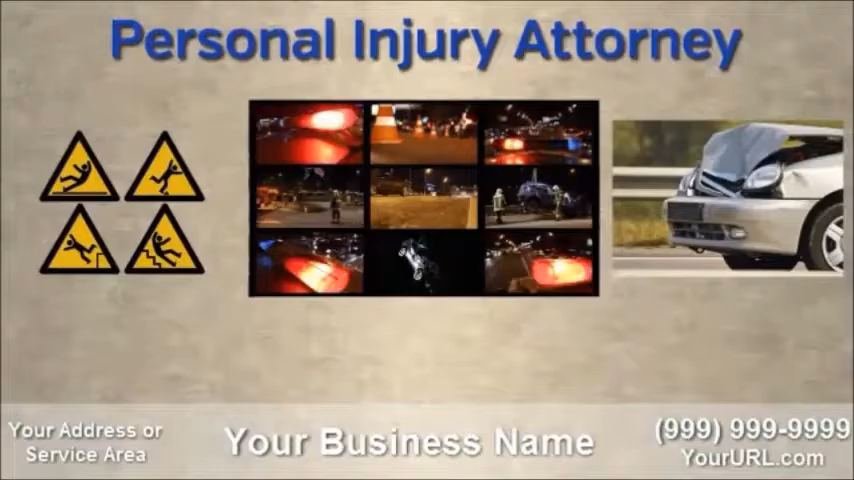 Personal Injury Attorney
Your Address or
Service Area
Your Business Name
(999) 999-9999
YourURL.com